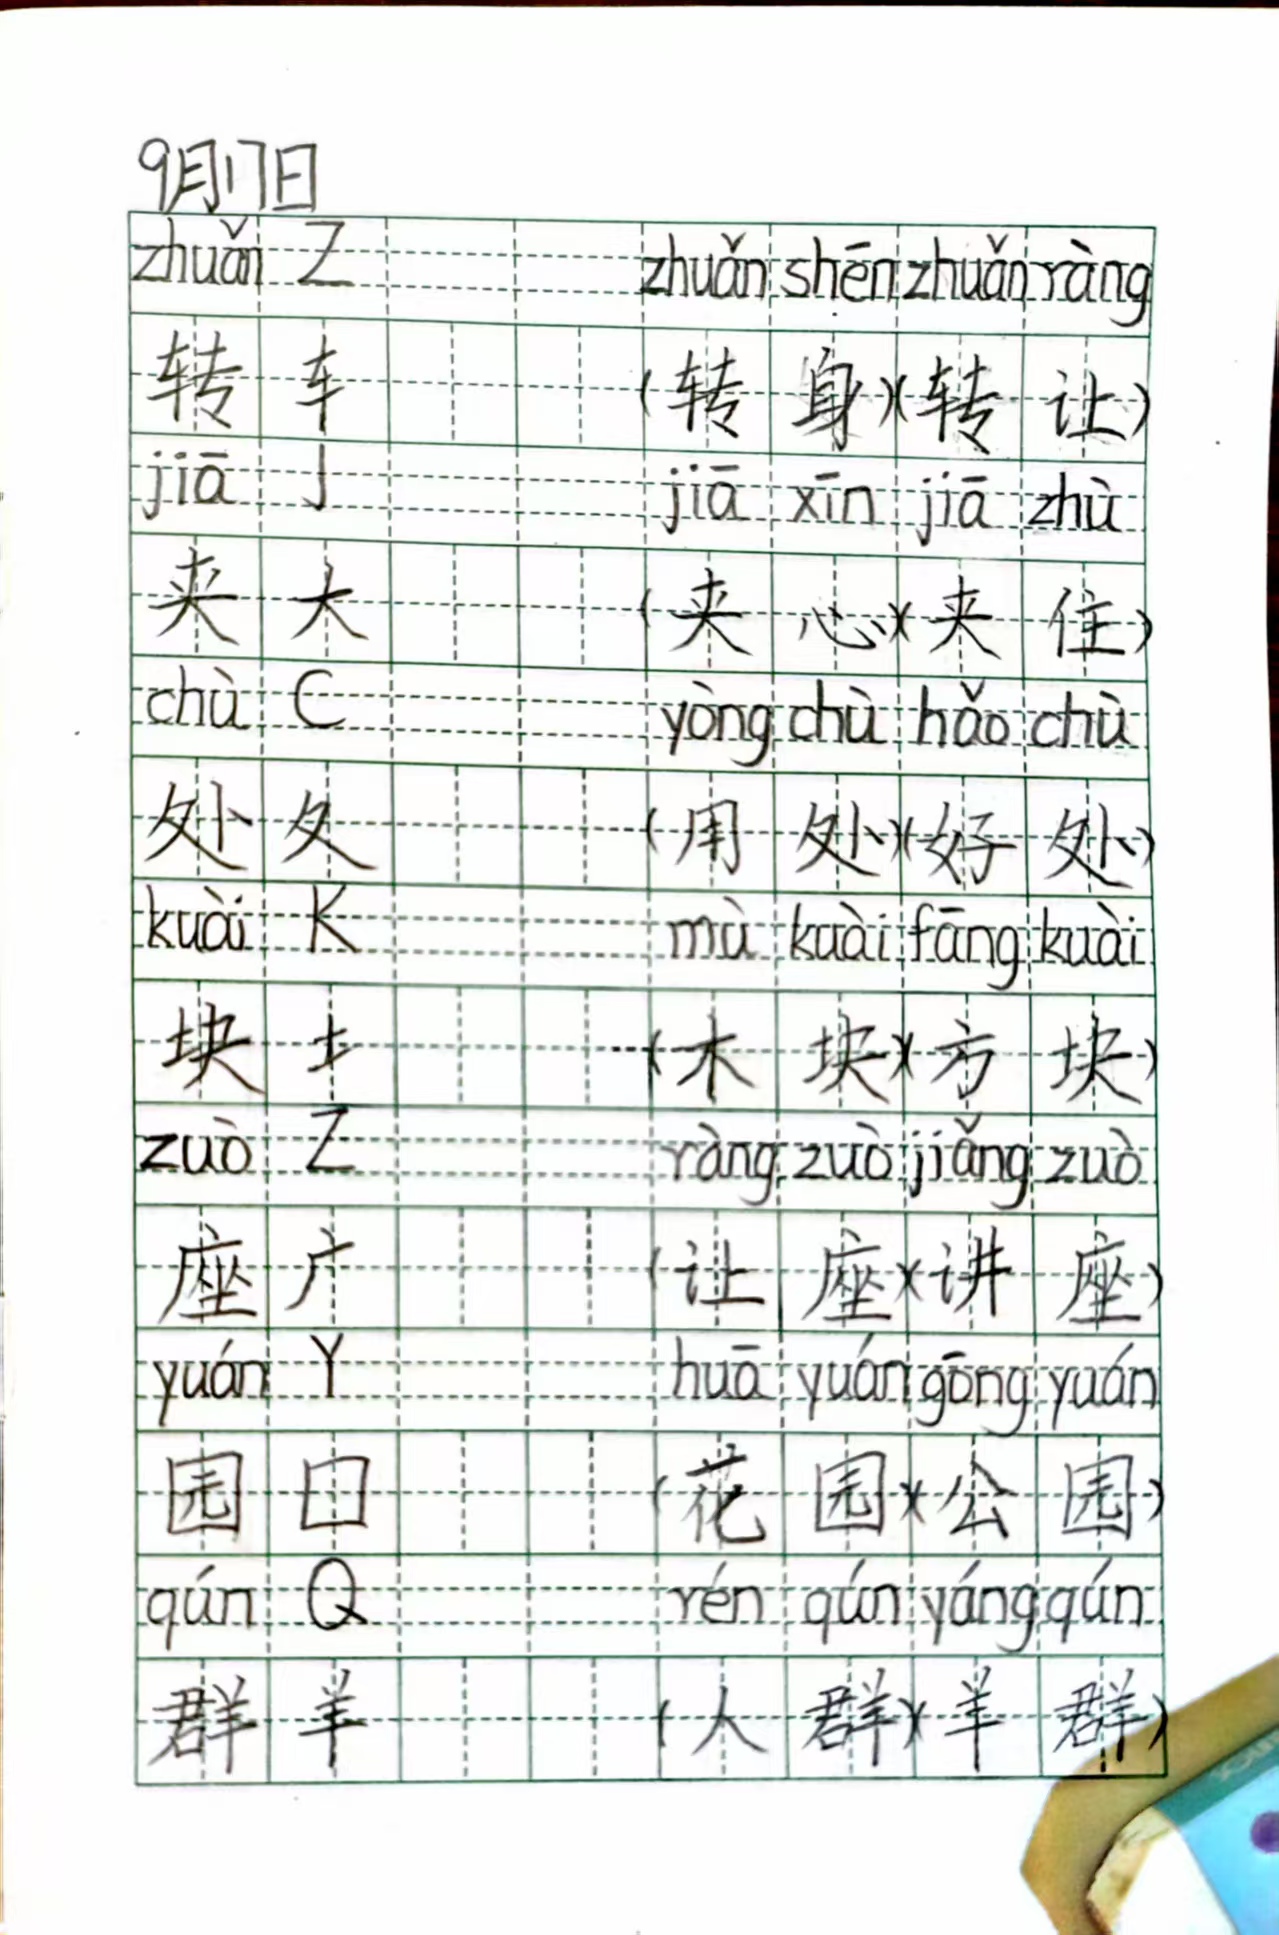 9月17日
zhuǎn Z zhuǎn shēn zhuǎn ràng
转 车 (转身)(转让)
jiā J jiā xīn jiā zhù
夹 大 (夹心)(夹住)
chù C yòng chù hǎo chù
处 夂 (用处)(好处)
kuài K mù kuài fāng kuài
块 土 (木块)(方块)
zuò Z ràng zuò jiǎng zuò
座 广 (让座)(讲座)
yuán Y huā yuán gōng yuán
园 囗 (花园)(公园)
qún Q rén qún yáng qún
群 羊 (人群)(羊群)